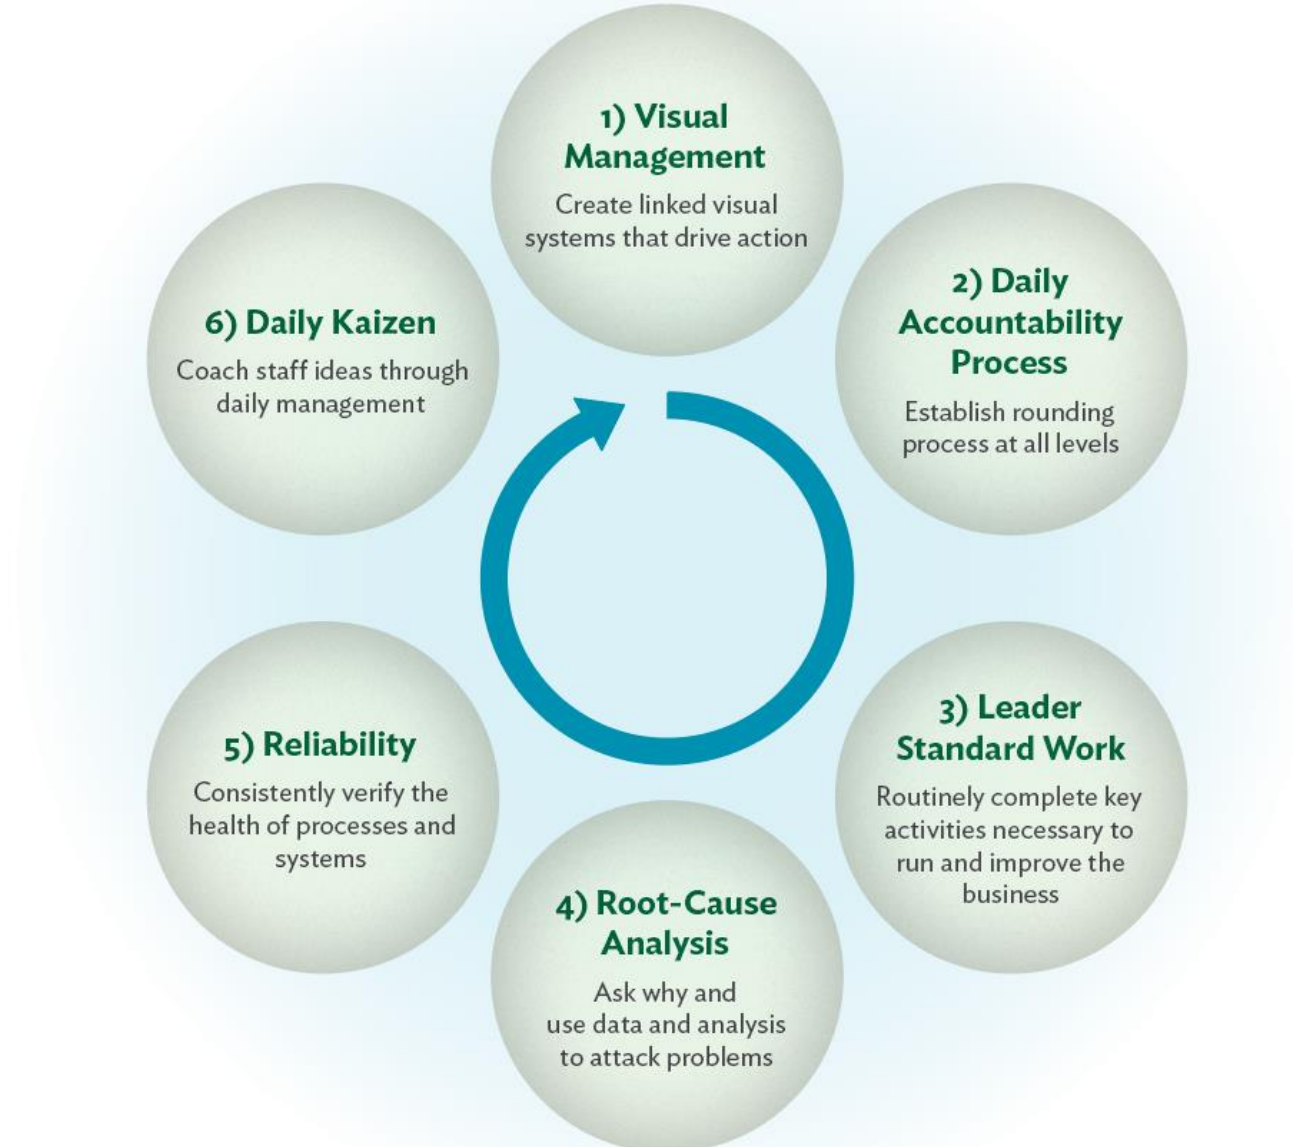 1) Visual
Management
Create linked visual
systems that drive action
2) Daily
Accountability
Process
Establish rounding
process at all levels
3) Leader
Standard Work
Routinely complete key
activities necessary to
run and improve the
business
4) Root-Cause
Analysis
Ask why and
use data and analysis
to attack problems
5) Reliability
Consistently verify the
health of processes and
systems
6) Daily Kaizen
Coach staff ideas through
daily management